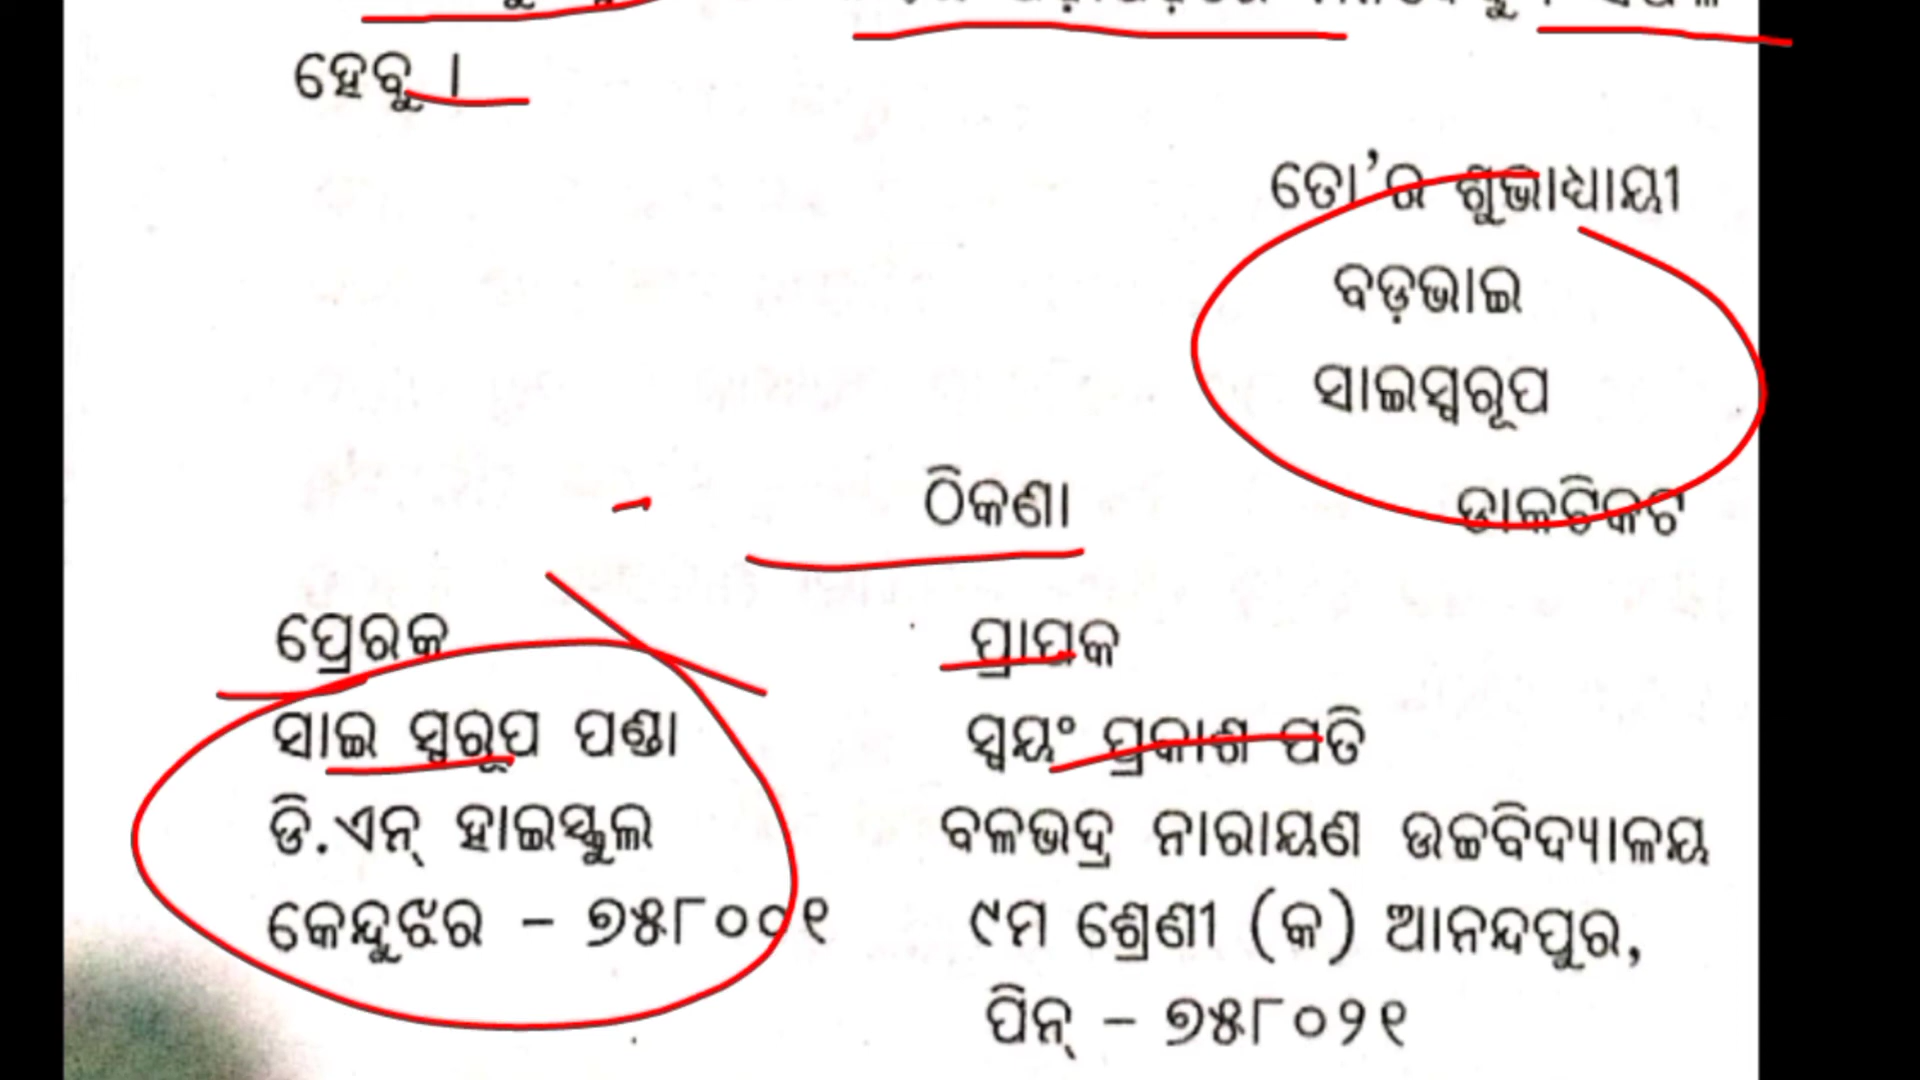 ହେବୁ ।
ତୋ'ର ଶୁଭାଧ୍ୟାୟୀ
ବଡ଼ଭାଇ
ସାଇସ୍ୱରୂପ
ଠିକଣା
ଡାକଟିକଟ
ପ୍ରେରକ ପ୍ରାପକ
ସାଇ ସ୍ୱରୂପ ପଣ୍ଡା ସ୍ୱୟଂ ପ୍ରକାଶ ପତି
ଡି.ଏନ୍ ହାଇସ୍କୁଲ ବଳଭଦ୍ର ନାରାୟଣ ଉଚ୍ଚବିଦ୍ୟାଳୟ
କେନ୍ଦୁଝର – ୭୫୮୦୦୧ ୯ମ ଶ୍ରେଣୀ (କ) ଆନନ୍ଦପୁର,
ପିନ୍ – ୭୫୮୦୨୧